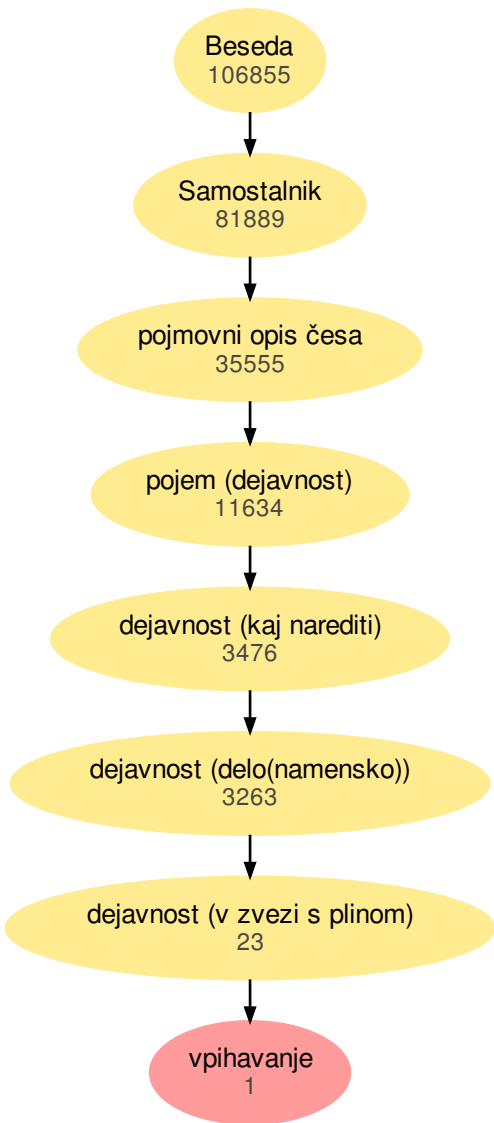 Beseda
106855
Samostalnik
81889
pojmovni opis česa
35555
pojem (dejavnost)
11634
dejavnost (kaj narediti)
3476
dejavnost (delo(namensko))
3263
dejavnost (v zvezi s plinom)
23
vpihavanje
1